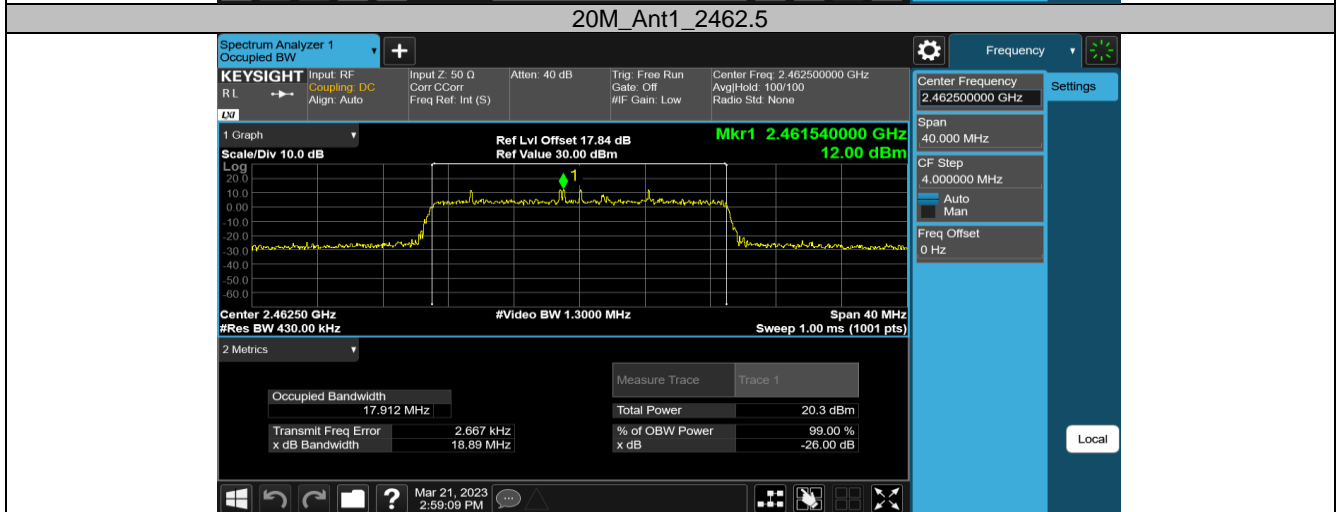 20M_Ant1_2462.5
Spectrum Analyzer 1
Occupied BW
+
Frequency
KEYSIGHT
R L
LXI
Input: RF
Coupling: DC
Align: Auto
Input Z: 50 Ω
Corr CCorr
Freq Ref: Int (S)
Atten: 40 dB
Trig: Free Run
Gate: Off
#IF Gain: Low
Center Freq: 2.462500000 GHz
Avg|Hold: 100/100
Radio Std: None
Center Frequency
2.462500000 GHz
Settings
Span
40.000 MHz
CF Step
4.000000 MHz
Auto
Man
Freq Offset
0 Hz
Local
1 Graph
Scale/Div 10.0 dB
Ref Lvl Offset 17.84 dB
Ref Value 30.00 dBm
Mkr1 2.461540000 GHz
12.00 dBm
Log
20.0
10.0
0.00
-10.0
-20.0
-30.0
-40.0
-50.0
-60.0
1
Center 2.46250 GHz
#Res BW 430.00 kHz
#Video BW 1.3000 MHz
Span 40 MHz
Sweep 1.00 ms (1001 pts)
2 Metrics
Measure Trace Trace 1
Occupied Bandwidth
17.912 MHz
Total Power 20.3 dBm
Transmit Freq Error 2.667 kHz
% of OBW Power 99.00 %
x dB Bandwidth 18.89 MHz
x dB -26.00 dB
?
Mar 21, 2023
2:59:09 PM